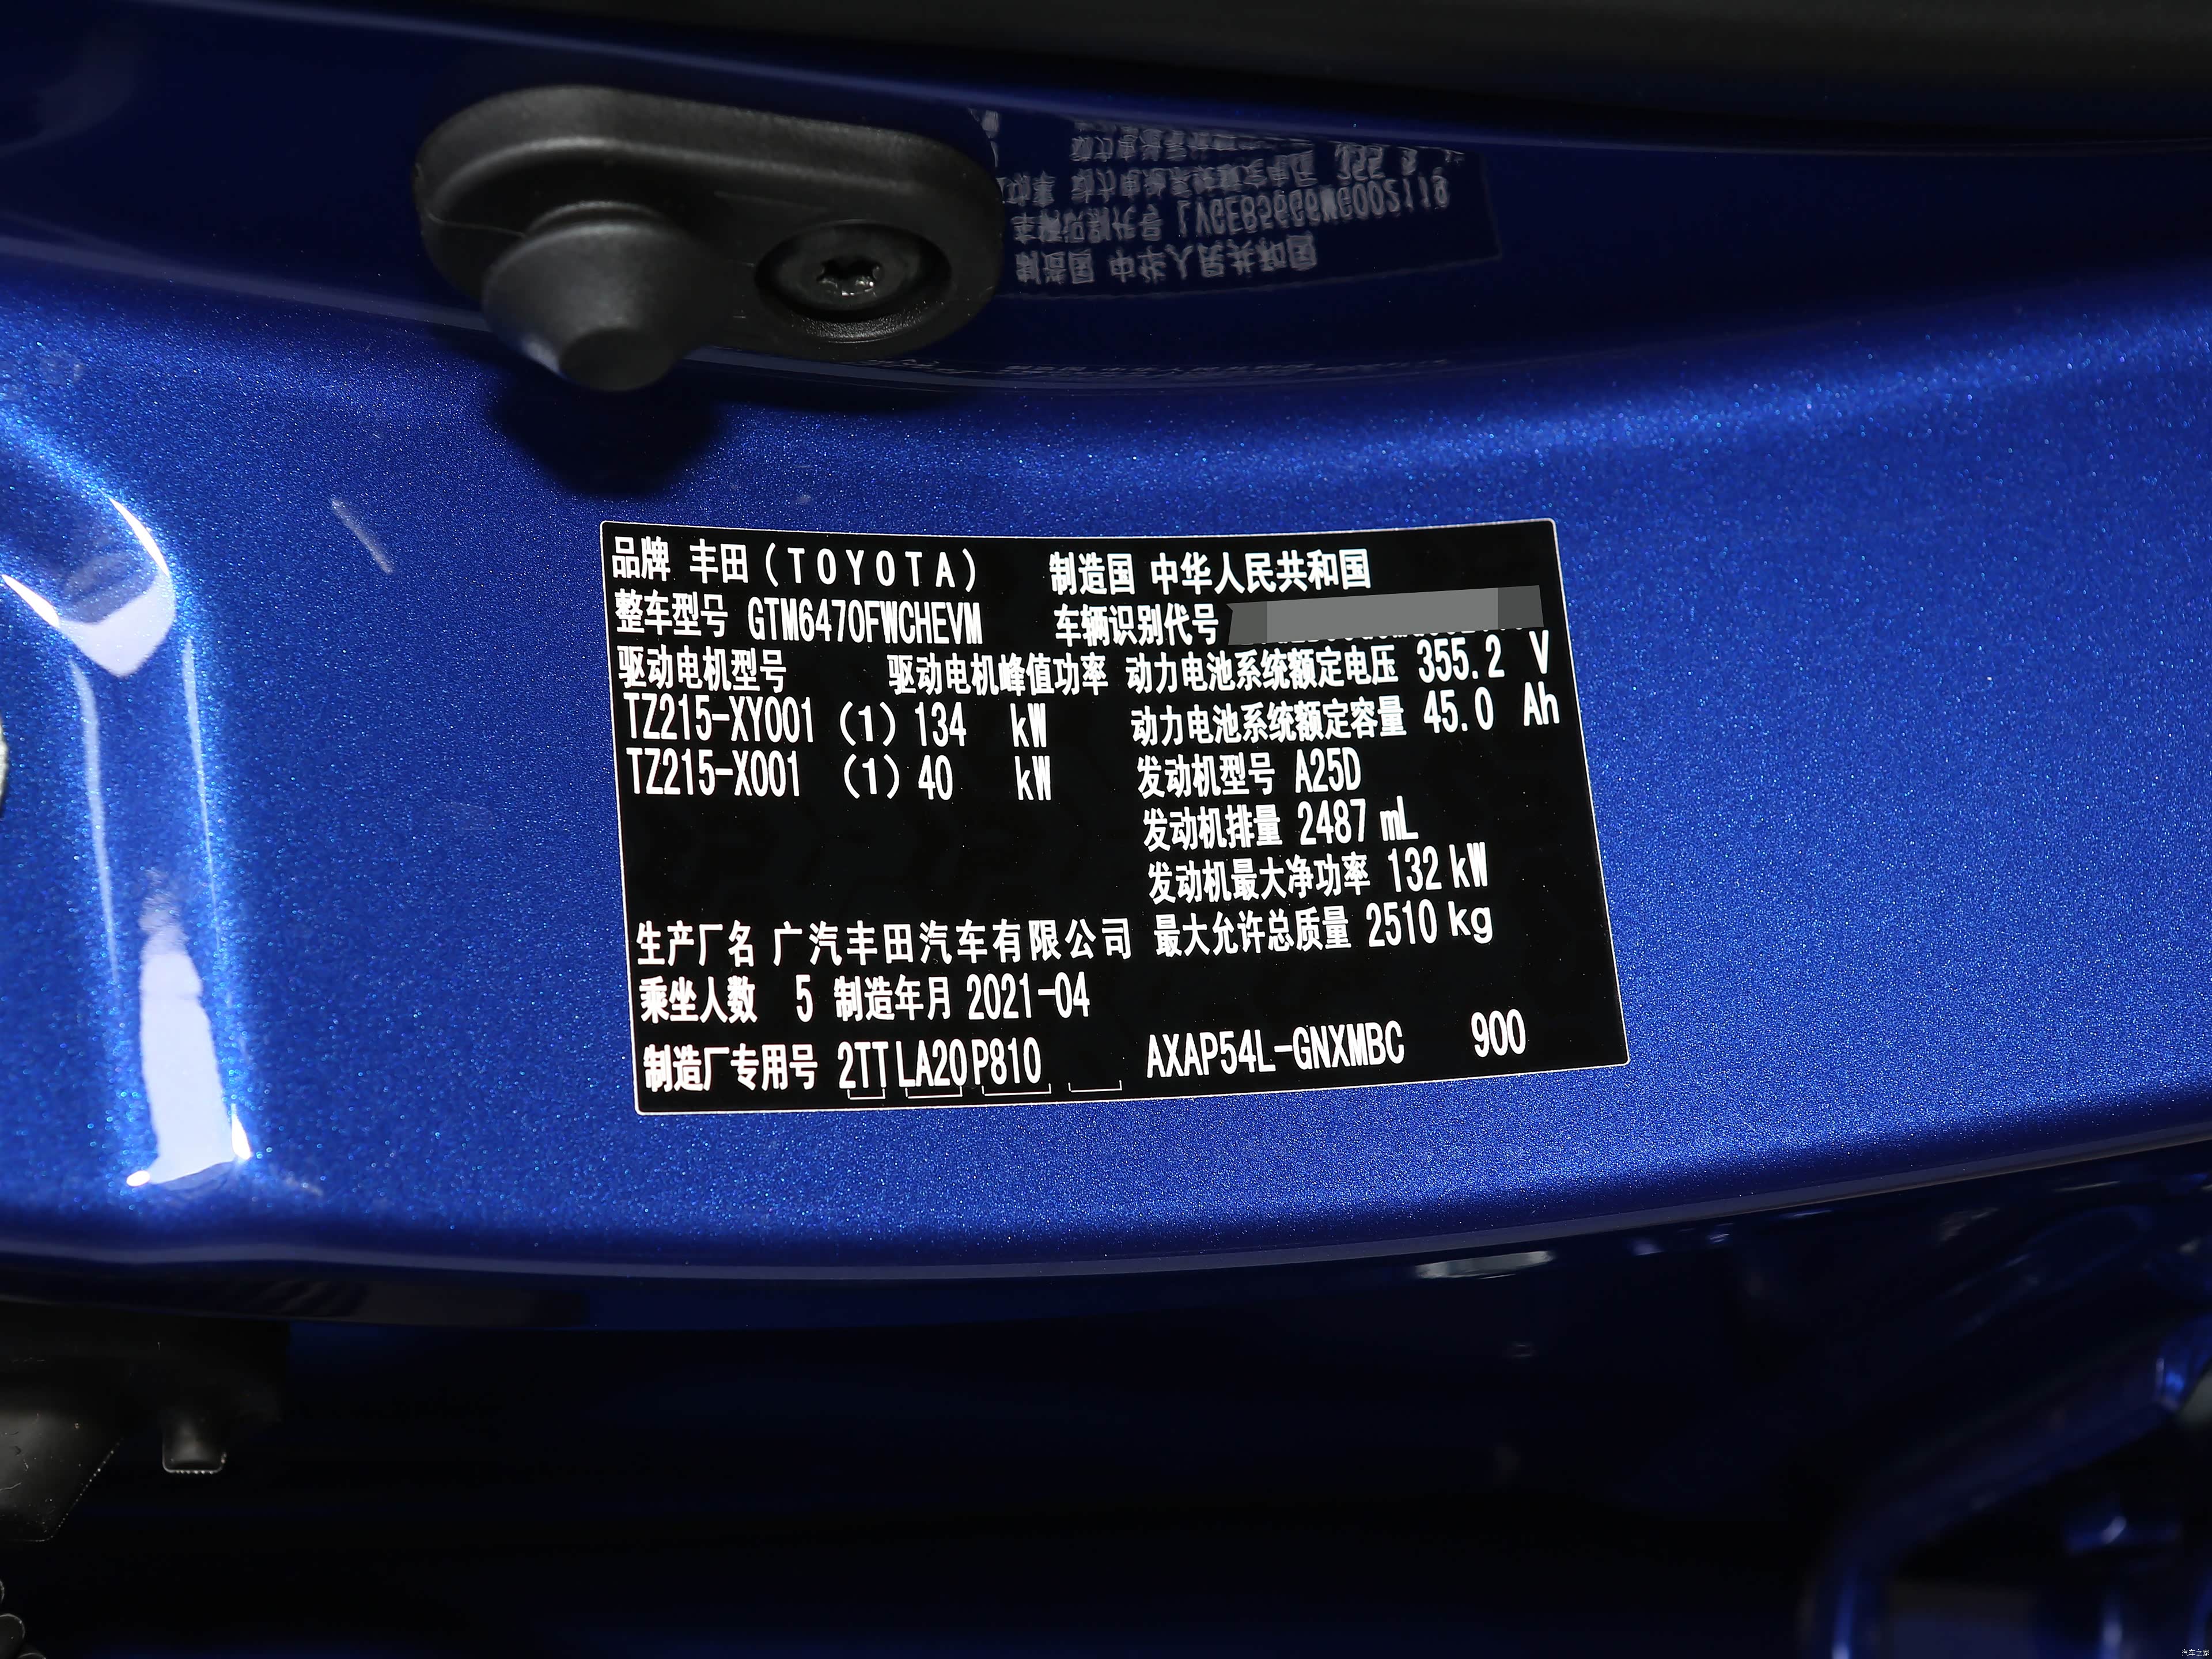 品牌 丰田(TOYOTA) 制造国 中华人民共和国
整车型号 GTM6470FWCHEVM 车辆识别代号
驱动电机型号 驱动电机峰值功率 动力电池系统额定电压 355.2 V
TZ215-XY001 (1) 134 kW 动力电池系统额定容量 45.0 Ah
TZ215-X001 (1) 40 kW 发动机型号 A25D
发动机排量 2487 mL
发动机最大净功率 132 kW
生产厂名 广汽丰田汽车有限公司 最大允许总质量 2510 kg
乘坐人数 5 制造年月 2021-04
制造厂专用号 2TT LA20 P810 AXAP54L-GNXMBC 900
汽车之家